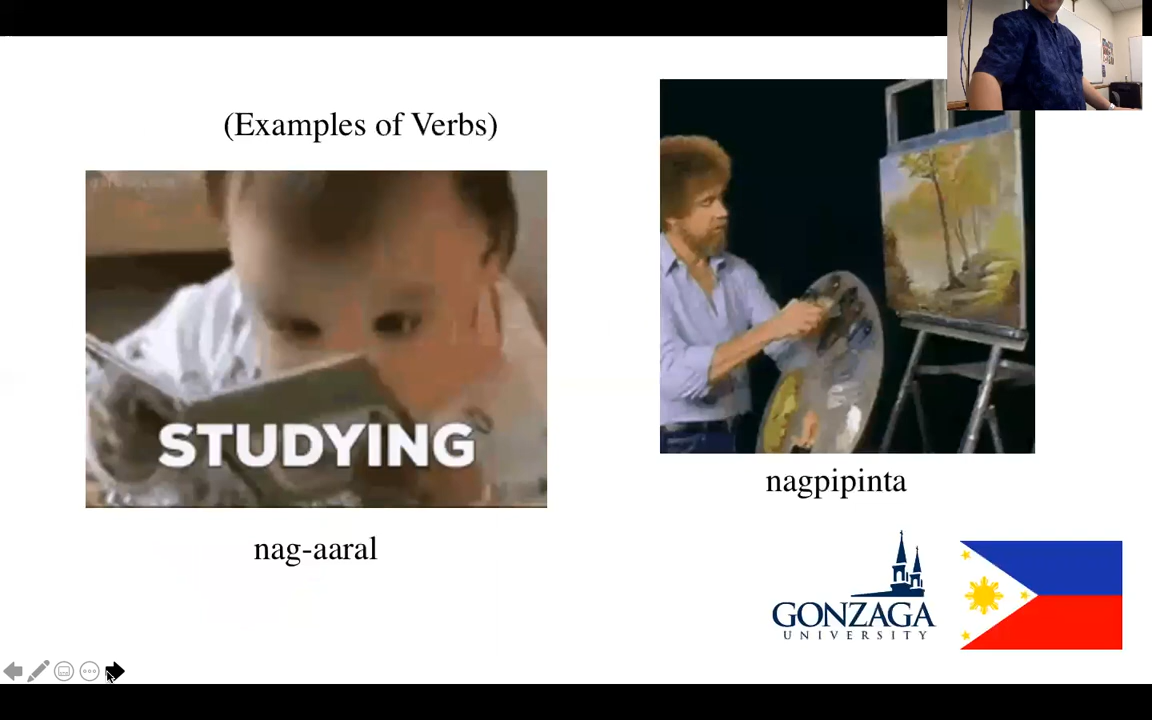 (Examples of Verbs)
STUDYING
nag-aaral
nagpipinta
GONZAGA
UNIVERSITY